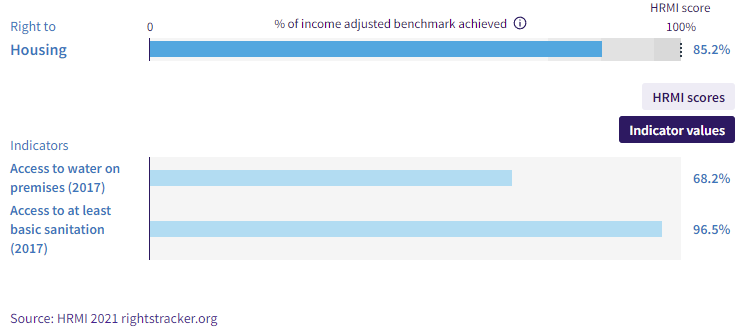 HRMI score
Right to
0
% of income adjusted benchmark achieved
100%
Housing
85.2%
HRMI scores
Indicator values
Indicators
Access to water on
premises (2017)
68.2%
Access to at least
basic sanitation
(2017)
96.5%
Source: HRMI 2021 rightstracker.org